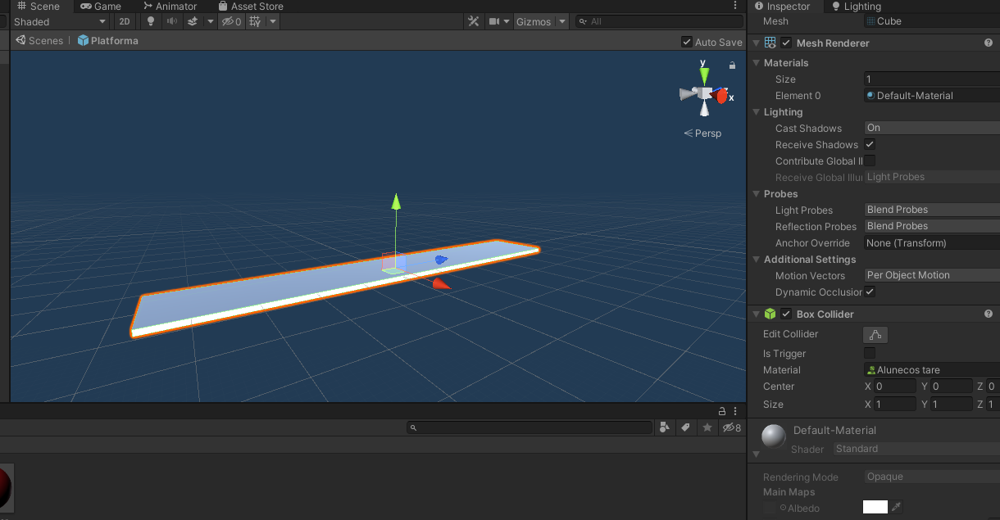 Scene Game Animator Asset Store
Shaded 2D 0 Gizmos All
Scenes Platforma Auto Save
y
x
Persp
8
Inspector Lighting
Mesh Cube
Mesh Renderer
Materials
Size 1
Element 0 Default-Material
Lighting
Cast Shadows On
Receive Shadows
Contribute Global Il
Receive Global Illur Light Probes
Probes
Light Probes Blend Probes
Reflection Probes Blend Probes
Anchor Override None (Transform)
Additional Settings
Motion Vectors Per Object Motion
Dynamic Occlusion
Box Collider
Edit Collider
Is Trigger
Material Alunecos tare
Center X 0 Y 0 Z 0
Size X 1 Y 1 Z 1
Default-Material
Shader Standard
Rendering Mode Opaque
Main Maps
Albedo